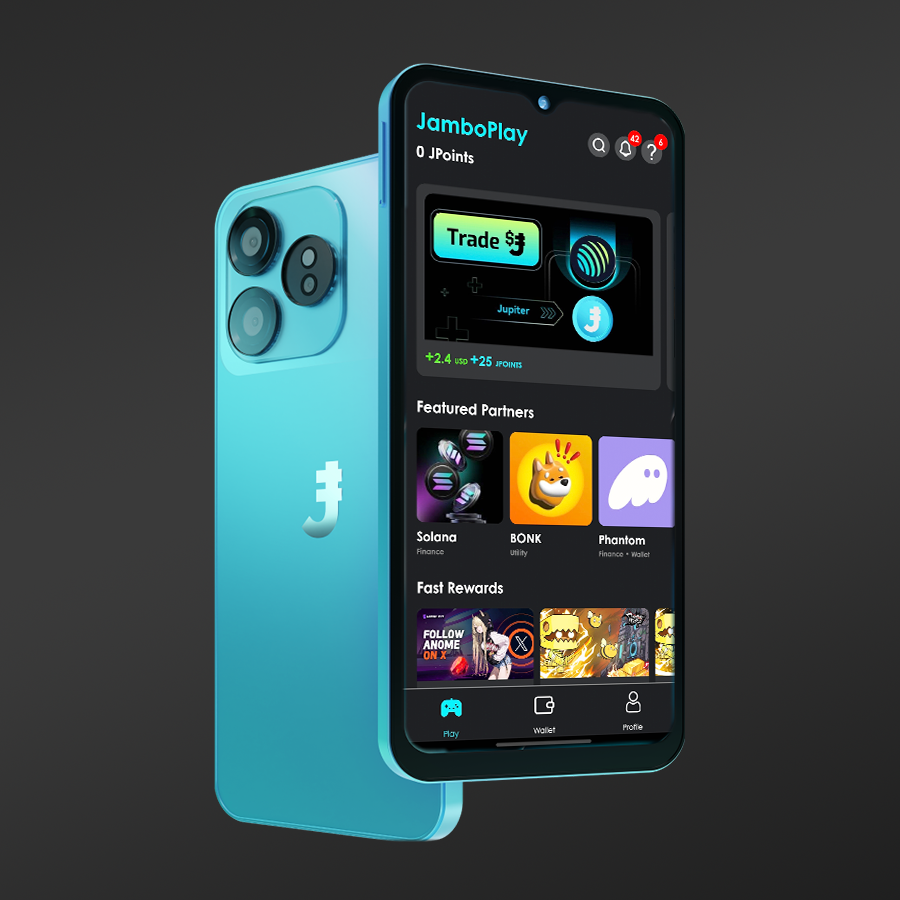 JamboPlay
0 JPoints
42
6
Trade $J
Jupiter
+2.4 USD +25 JPOINTS
Featured Partners
Solana
Finance
BONK
Utility
Phantom
Finance • Wallet
Fast Rewards
FOLLOW
ANOME
ON X
Play
Wallet
Profile